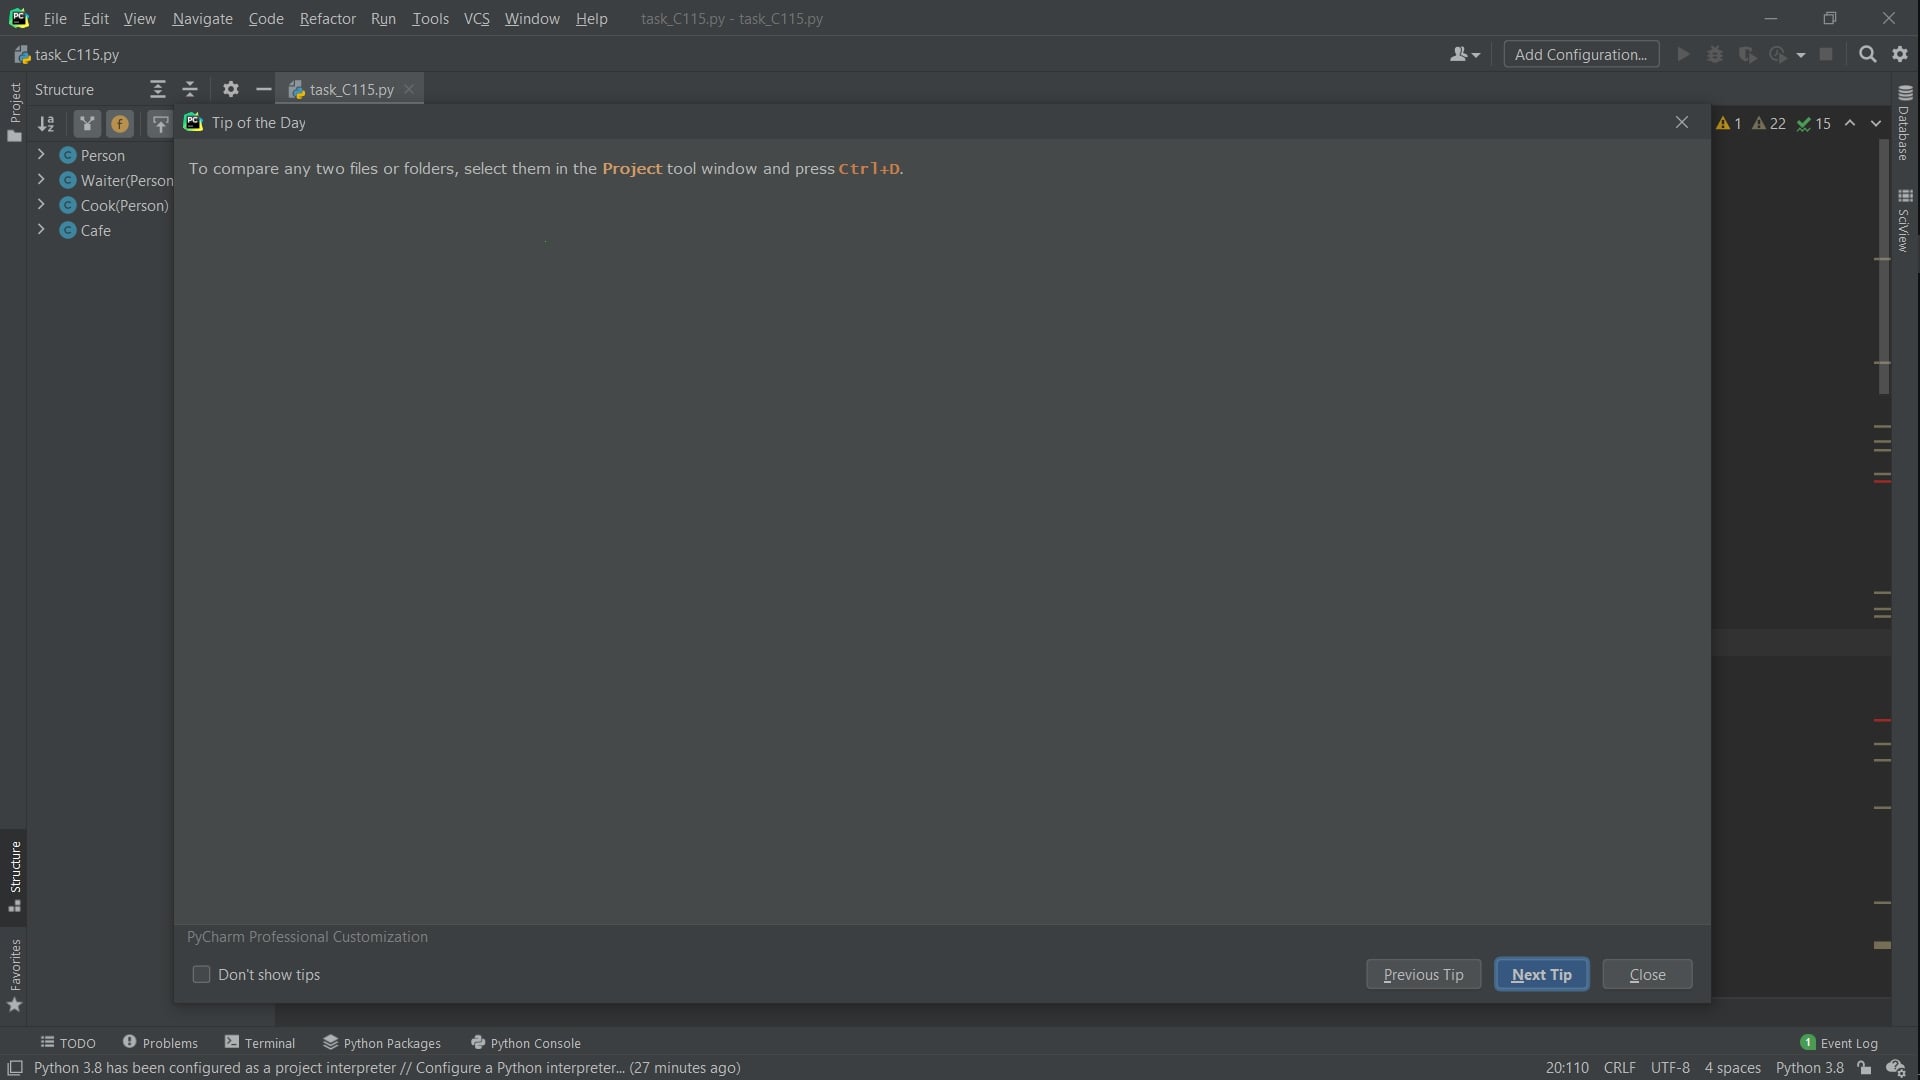 File Edit View Navigate Code Refactor Run Tools VCS Window Help task_C115.py - task_C115.py
task_C115.py
Add Configuration...
Project
Structure
task_C115.py
Tip of the Day
1 22 15
Person
Waiter(Person
Cook(Person)
Cafe
To compare any two files or folders, select them in the Project tool window and press Ctrl+D.
Database
SciView
Structure
Favorites
PyCharm Professional Customization
Don't show tips
Previous Tip
Next Tip
Close
TODO Problems Terminal Python Packages Python Console
1 Event Log
Python 3.8 has been configured as a project interpreter // Configure a Python interpreter... (27 minutes ago)
20:110 CRLF UTF-8 4 spaces Python 3.8